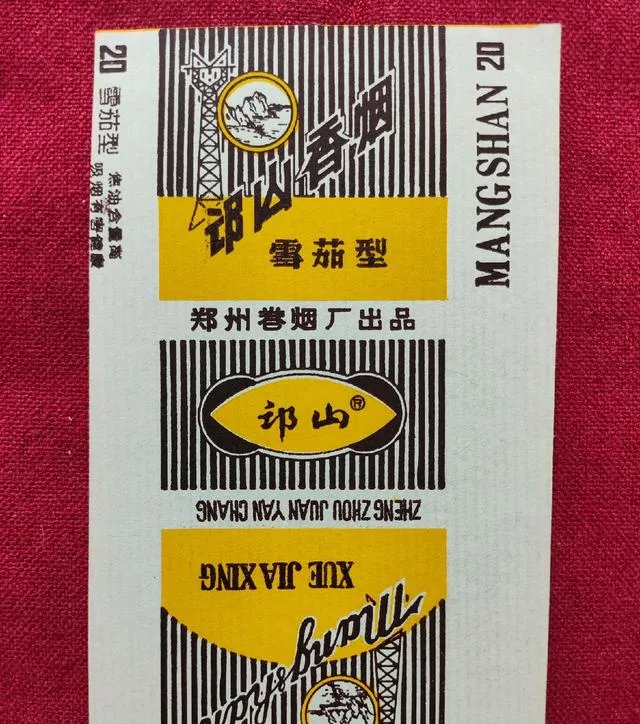 20 雪茄型 焦油含量高
吸烟有害健康
邙山香烟
雪茄型
MANGSHAN 20
郑州卷烟厂出品
邙山®
ZHENG ZHOU JUAN YAN CHANG
XUE JIA XING
Mang Shan